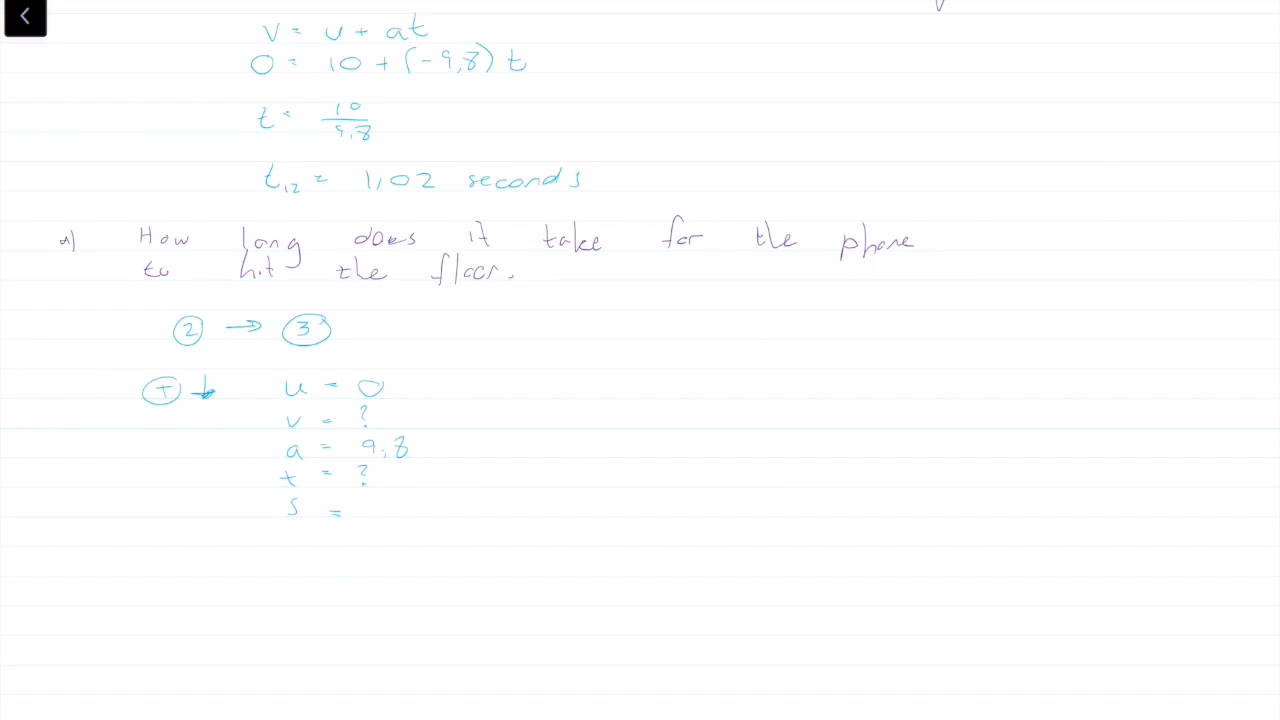 v = u + at
0 = 10 + (-9,8) t
t = 10/9,8
t12 = 1,02 seconds
d) How long does it take for the phone
to hit the floor.
2 → 3
+ ↓ u = 0
v = ?
a = 9,8
t = ?
s =